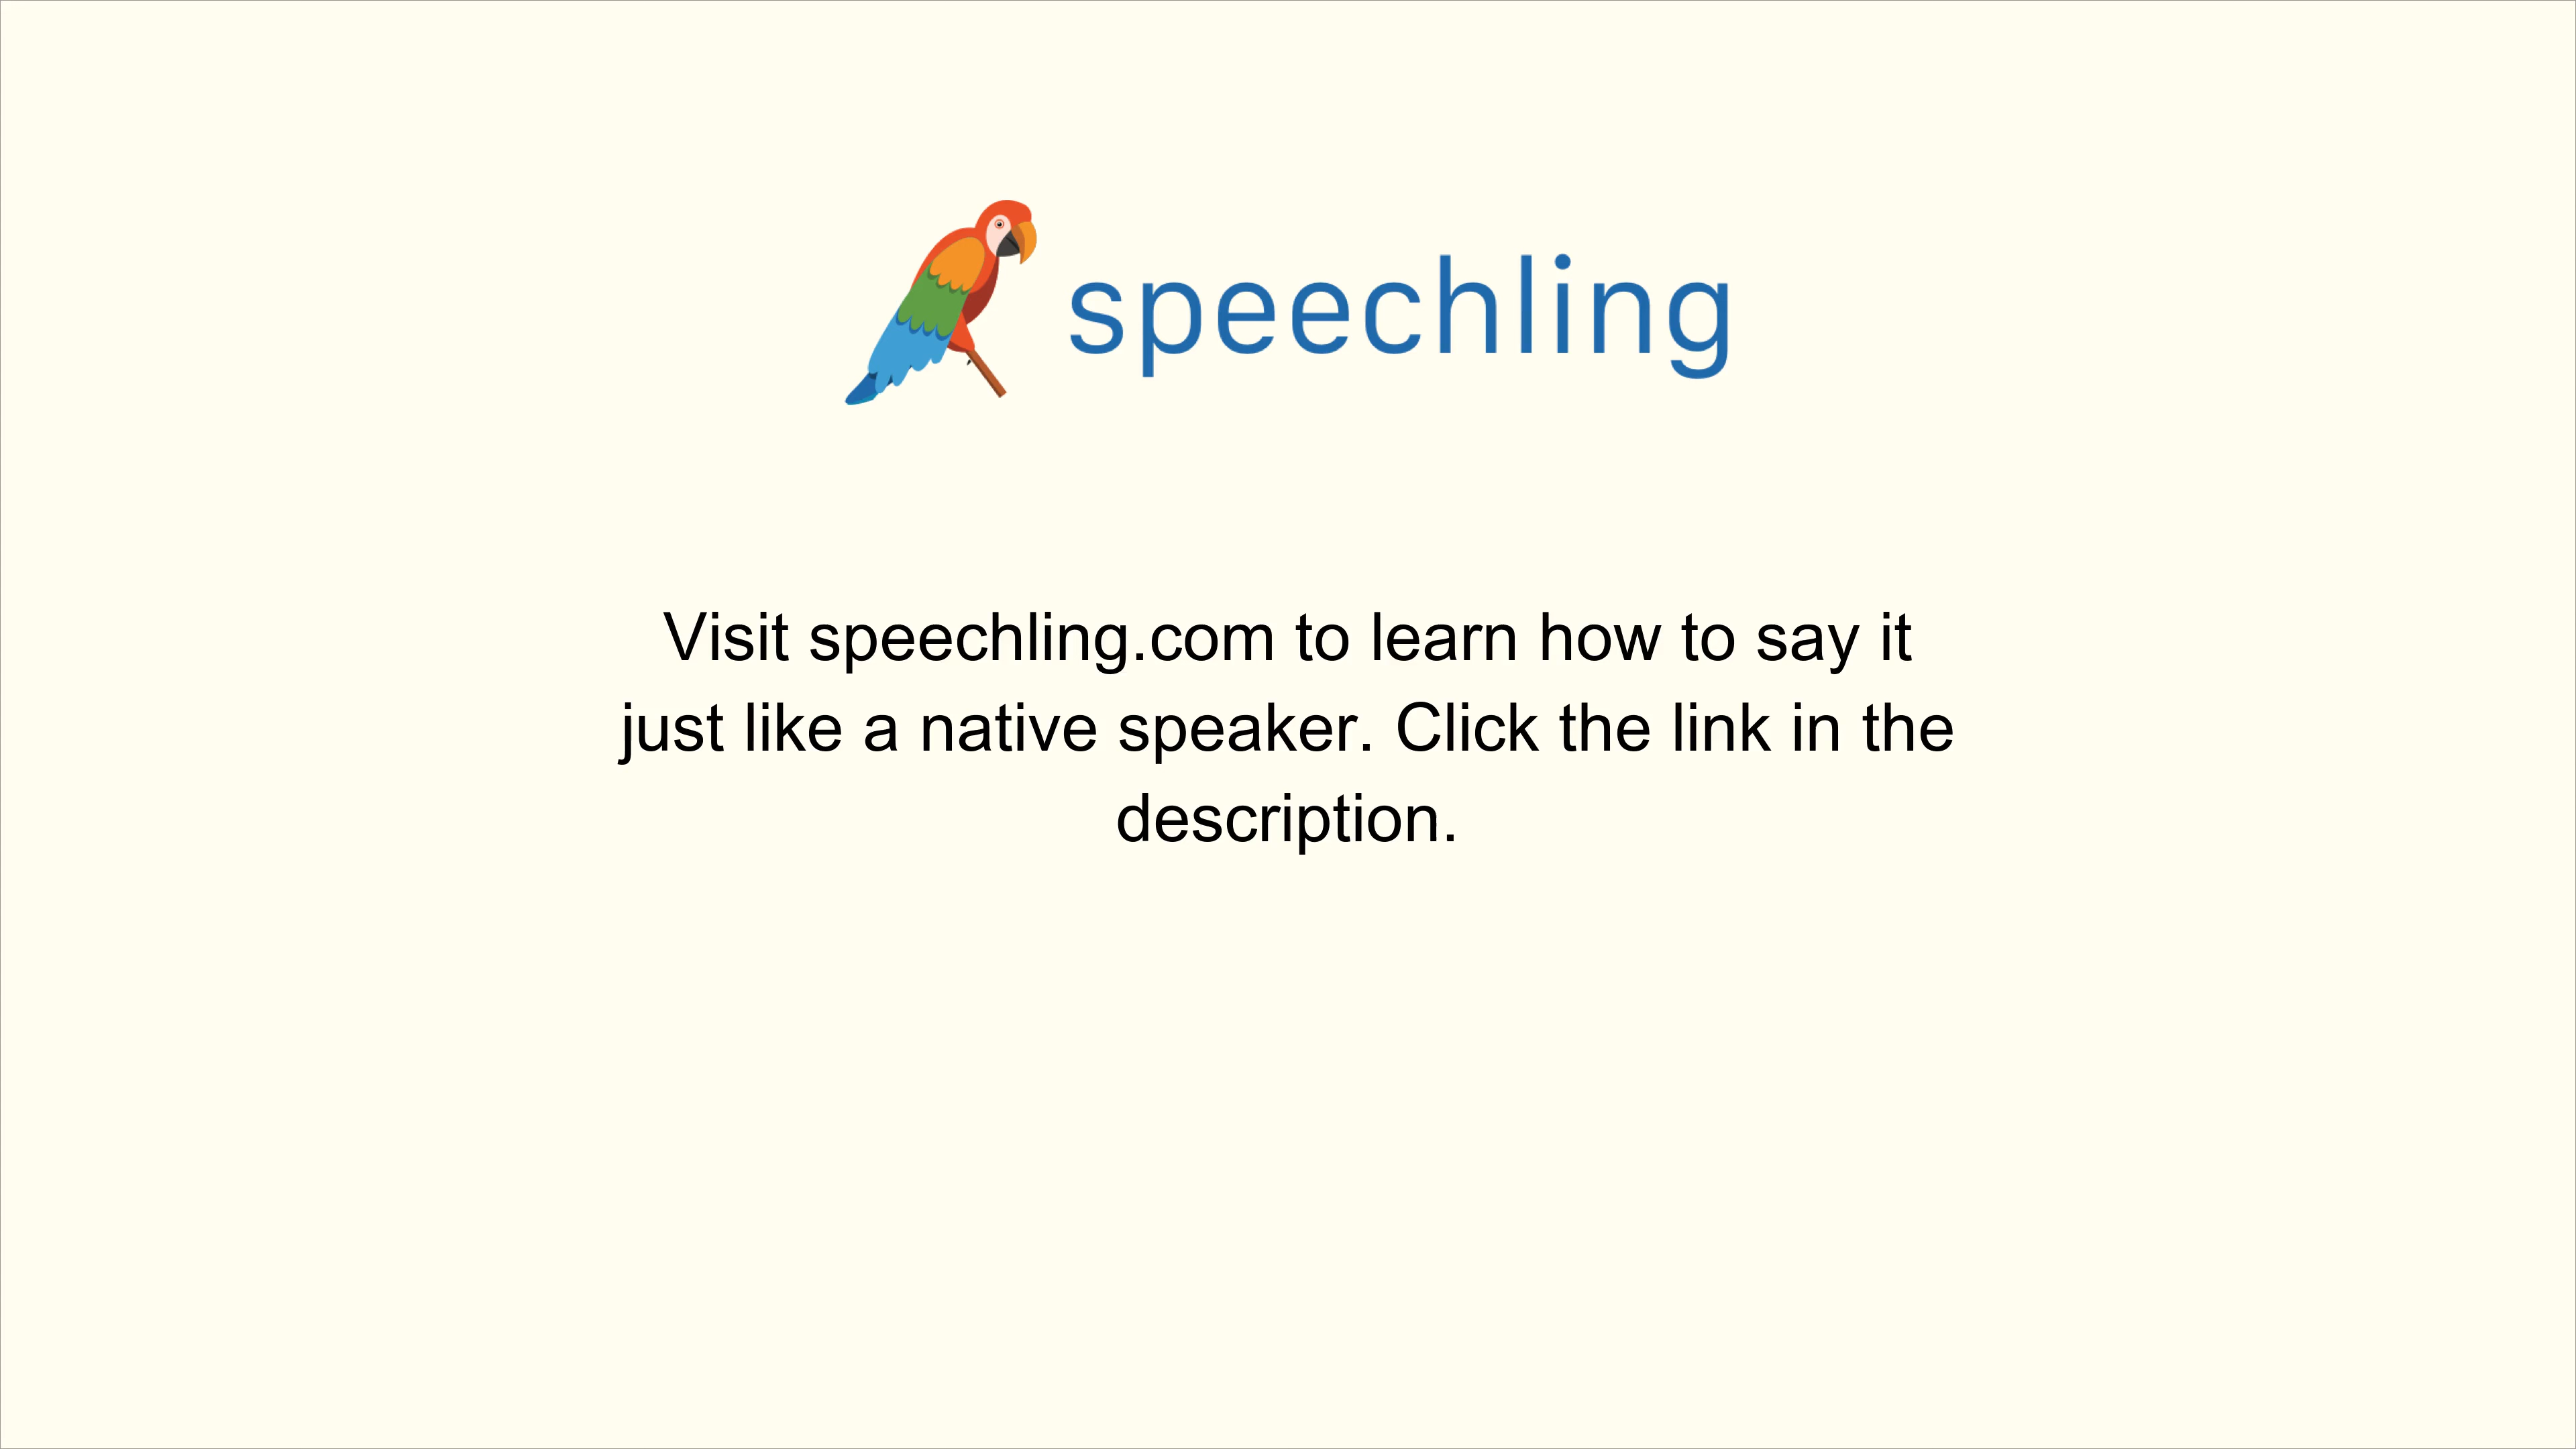 speechling
Visit speechling.com to learn how to say it
just like a native speaker. Click the link in the
description.